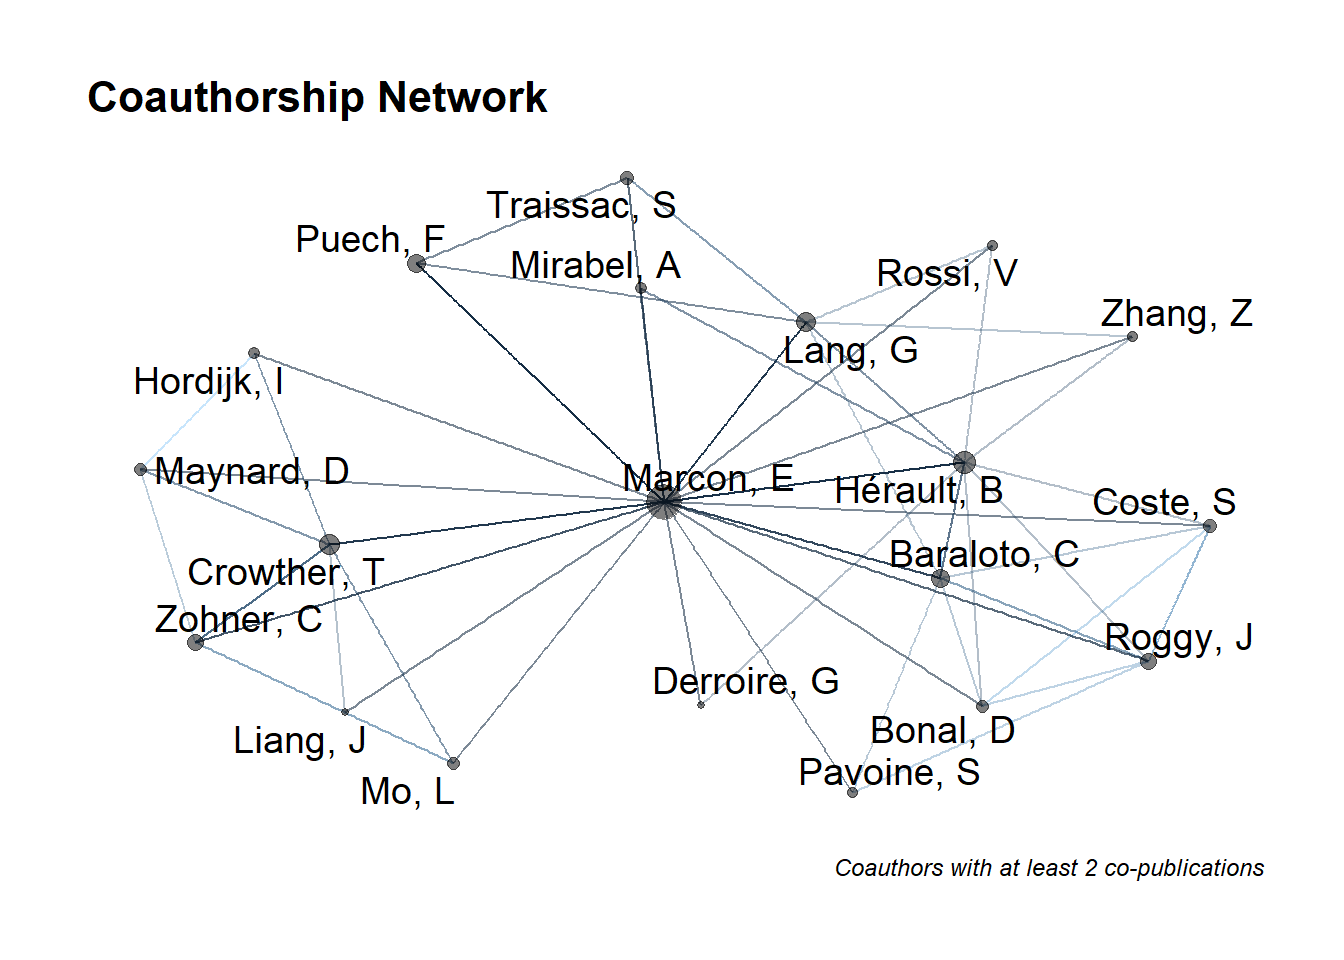 Coauthorship Network
Traissac, S
Puech, F
Mirabel, A
Rossi, V
Zhang, Z
Lang, G
Hordijk, I
Maynard, D
Marcon, E
Hérault, B
Coste, S
Baraloto, C
Crowther, T
Zohner, C
Roggy, J
Derroire, G
Bonal, D
Liang, J
Pavoine, S
Mo, L
Coauthors with at least 2 co-publications